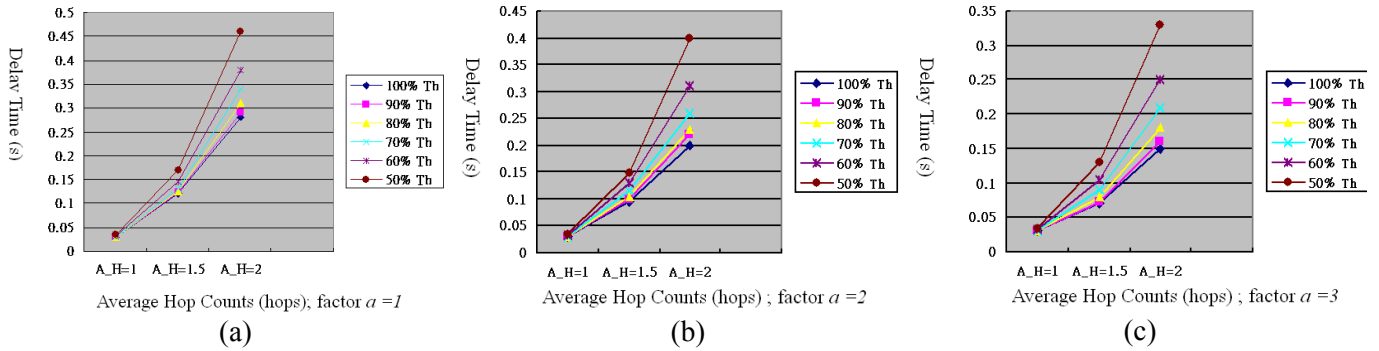 Delay Time (s)
0.5
0.45
0.4
0.35
0.3
0.25
0.2
0.15
0.1
0.05
0
A_H=1 A_H=1.5 A_H=2
100% Th
90% Th
80% Th
70% Th
60% Th
50% Th
Average Hop Counts (hops); factor a =1
(a)
Delay Time (s)
0.45
0.4
0.35
0.3
0.25
0.2
0.15
0.1
0.05
0
A_H=1 A_H=1.5 A_H=2
100% Th
90% Th
80% Th
70% Th
60% Th
50% Th
Average Hop Counts (hops) ; factor a =2
(b)
Delay Time (s)
0.35
0.3
0.25
0.2
0.15
0.1
0.05
0
A_H=1 A_H=1.5 A_H=2
100% Th
90% Th
80% Th
70% Th
60% Th
50% Th
Average Hop Counts (hops) ; factor a =3
(c)